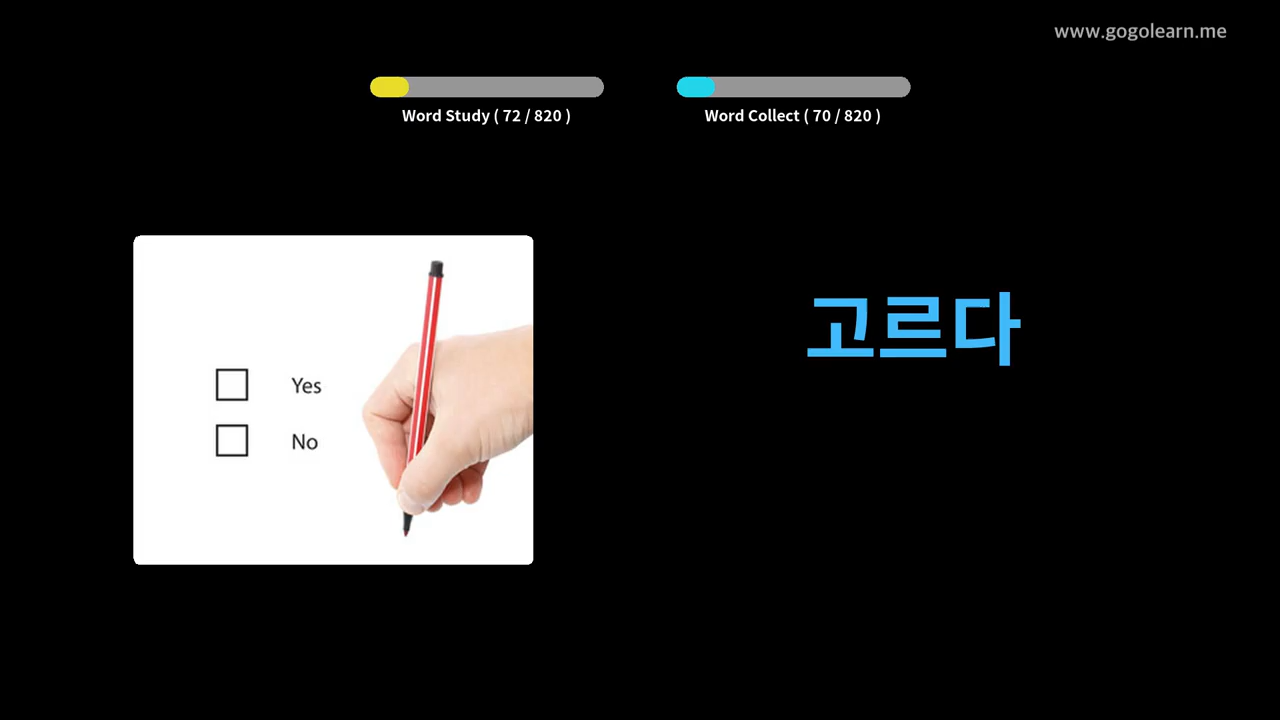 www.gogolearn.me
Word Study ( 72 / 820 )
Word Collect ( 70 / 820 )
고르다
Yes
No